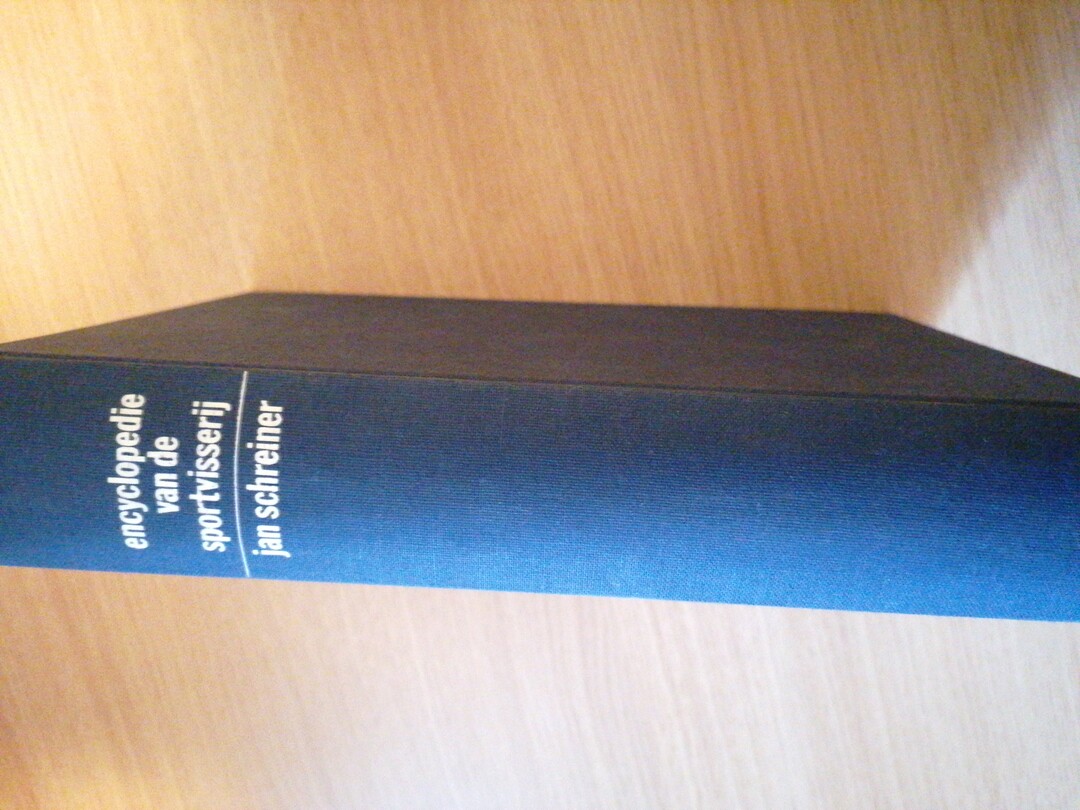 encyclopedie
van de
sportvisserij
jan schreiner